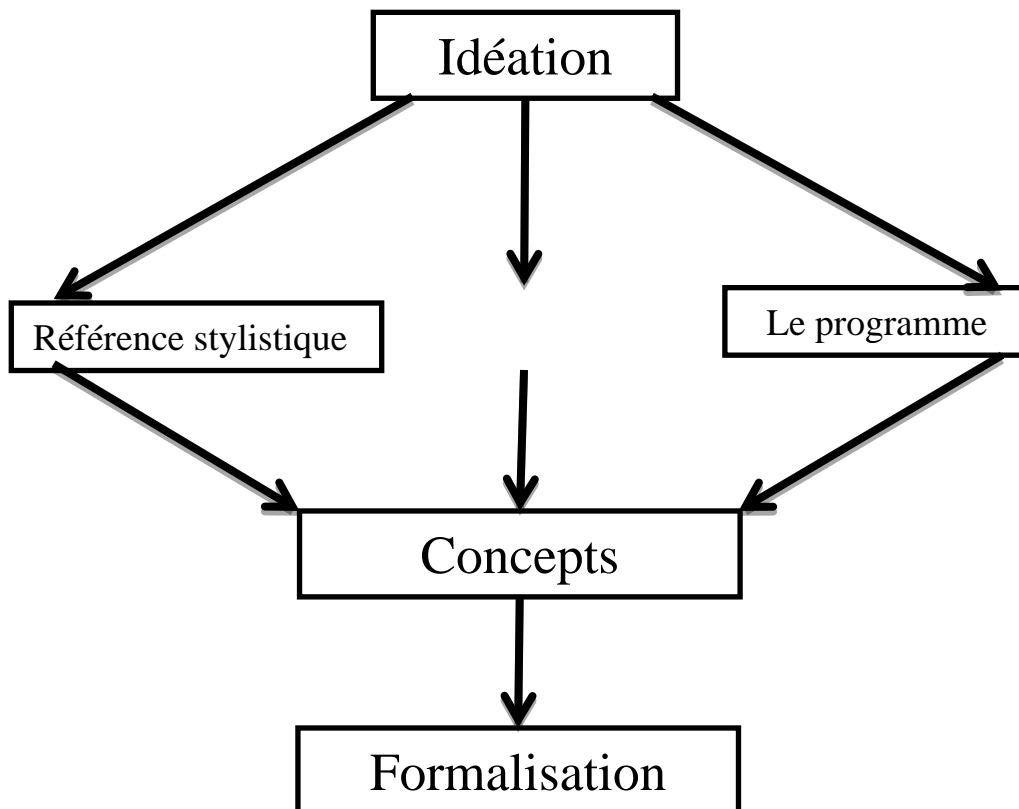 Idéation
Référence stylistique
Le programme
Concepts
Formalisation